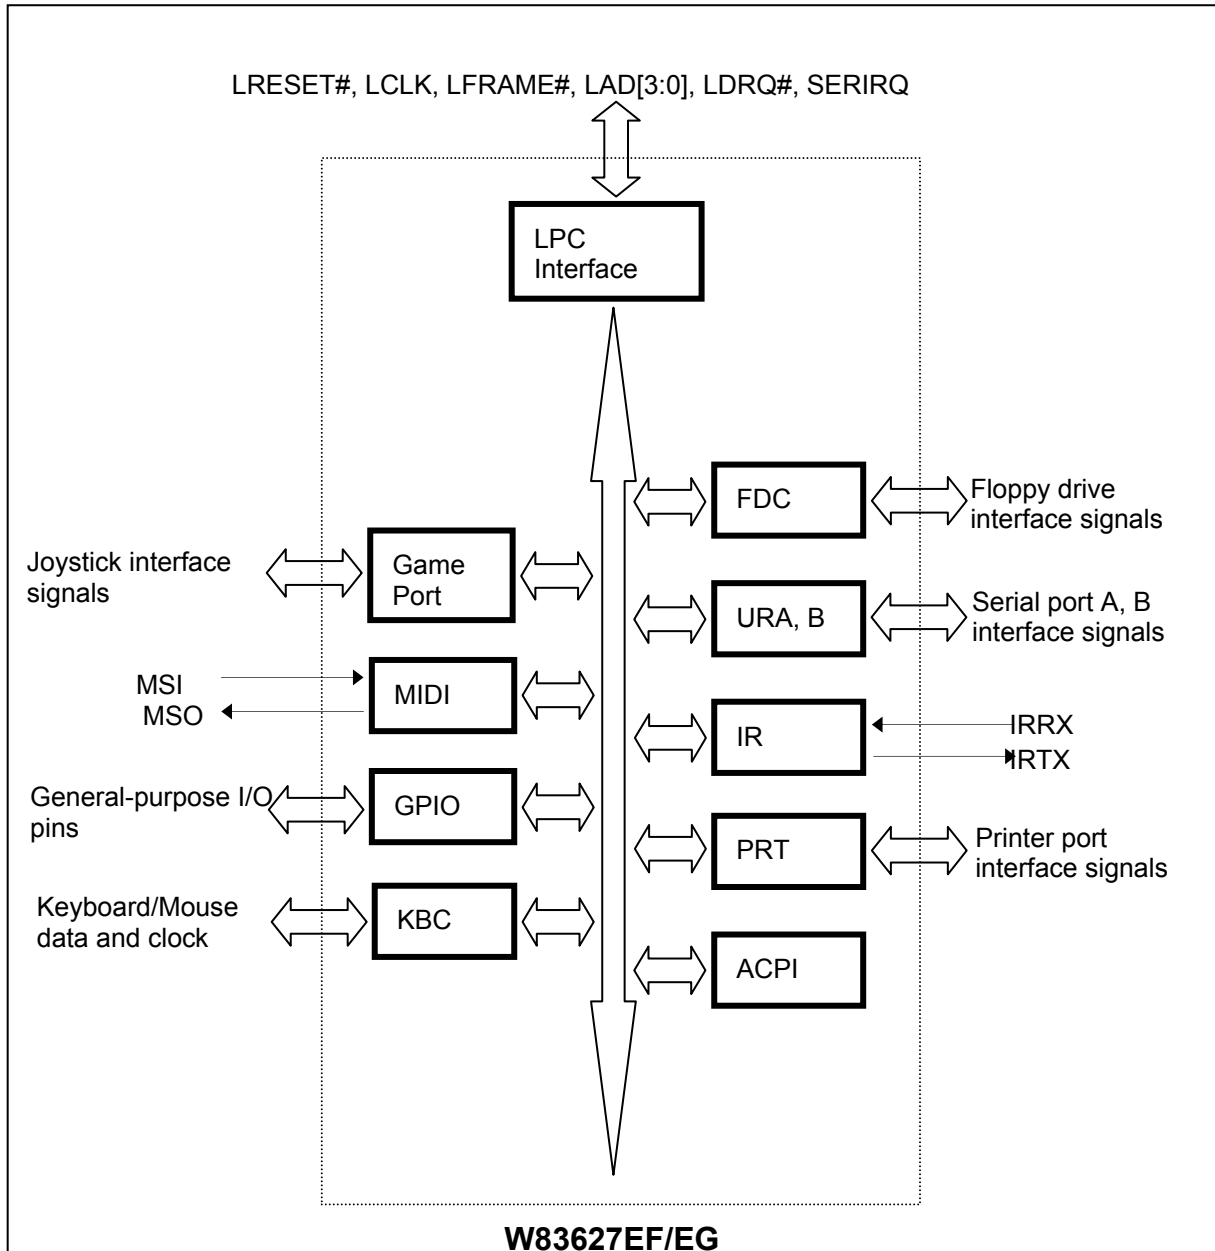 LRESET#, LCLK, LFRAME#, LAD[3:0], LDRQ#, SERIRQ
LPC
Interface
FDC
Floppy drive
interface signals
Joystick interface
signals
Game
Port
URA, B
Serial port A, B
interface signals
MSI
MSO
MIDI
IR
IRRX
IRTX
General-purpose I/O
pins
GPIO
PRT
Printer port
interface signals
Keyboard/Mouse
data and clock
KBC
ACPI
W83627EF/EG